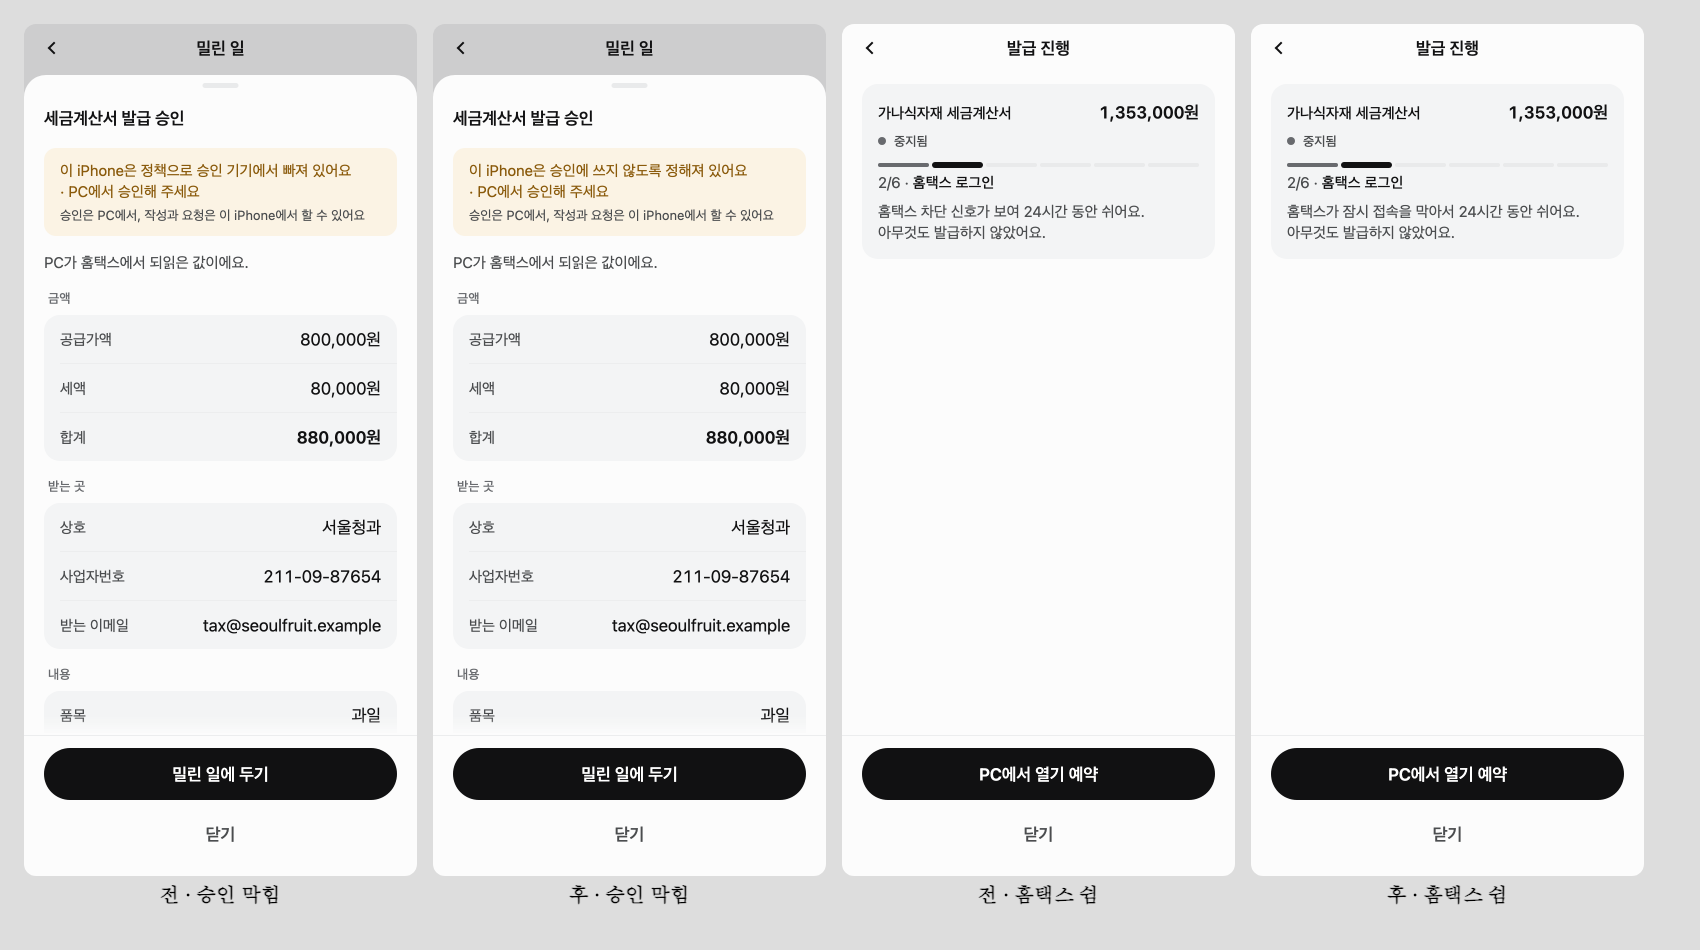 밀린 일
세금계산서 발급 승인
이 iPhone은 정책으로 승인 기기에서 빠져 있어요
· PC에서 승인해 주세요
승인은 PC에서, 작성과 요청은 이 iPhone에서 할 수 있어요
PC가 홈택스에서 되읽은 값이에요.
금액
공급가액 800,000원
세액 80,000원
합계 880,000원
받는 곳
상호 서울청과
사업자번호 211-09-87654
받는 이메일 tax@seoulfruit.example
내용
품목 과일
밀린 일에 두기
닫기
전 · 승인 막힘
밀린 일
세금계산서 발급 승인
이 iPhone은 승인에 쓰지 않도록 정해져 있어요
· PC에서 승인해 주세요
승인은 PC에서, 작성과 요청은 이 iPhone에서 할 수 있어요
PC가 홈택스에서 되읽은 값이에요.
금액
공급가액 800,000원
세액 80,000원
합계 880,000원
받는 곳
상호 서울청과
사업자번호 211-09-87654
받는 이메일 tax@seoulfruit.example
내용
품목 과일
밀린 일에 두기
닫기
후 · 승인 막힘
발급 진행
가나식자재 세금계산서 1,353,000원
중지됨
2/6 · 홈택스 로그인
홈택스 차단 신호가 보여 24시간 동안 쉬어요.
아무것도 발급하지 않았어요.
PC에서 열기 예약
닫기
전 · 홈택스 쉼
발급 진행
가나식자재 세금계산서 1,353,000원
중지됨
2/6 · 홈택스 로그인
홈택스가 잠시 접속을 막아서 24시간 동안 쉬어요.
아무것도 발급하지 않았어요.
PC에서 열기 예약
닫기
후 · 홈택스 쉼